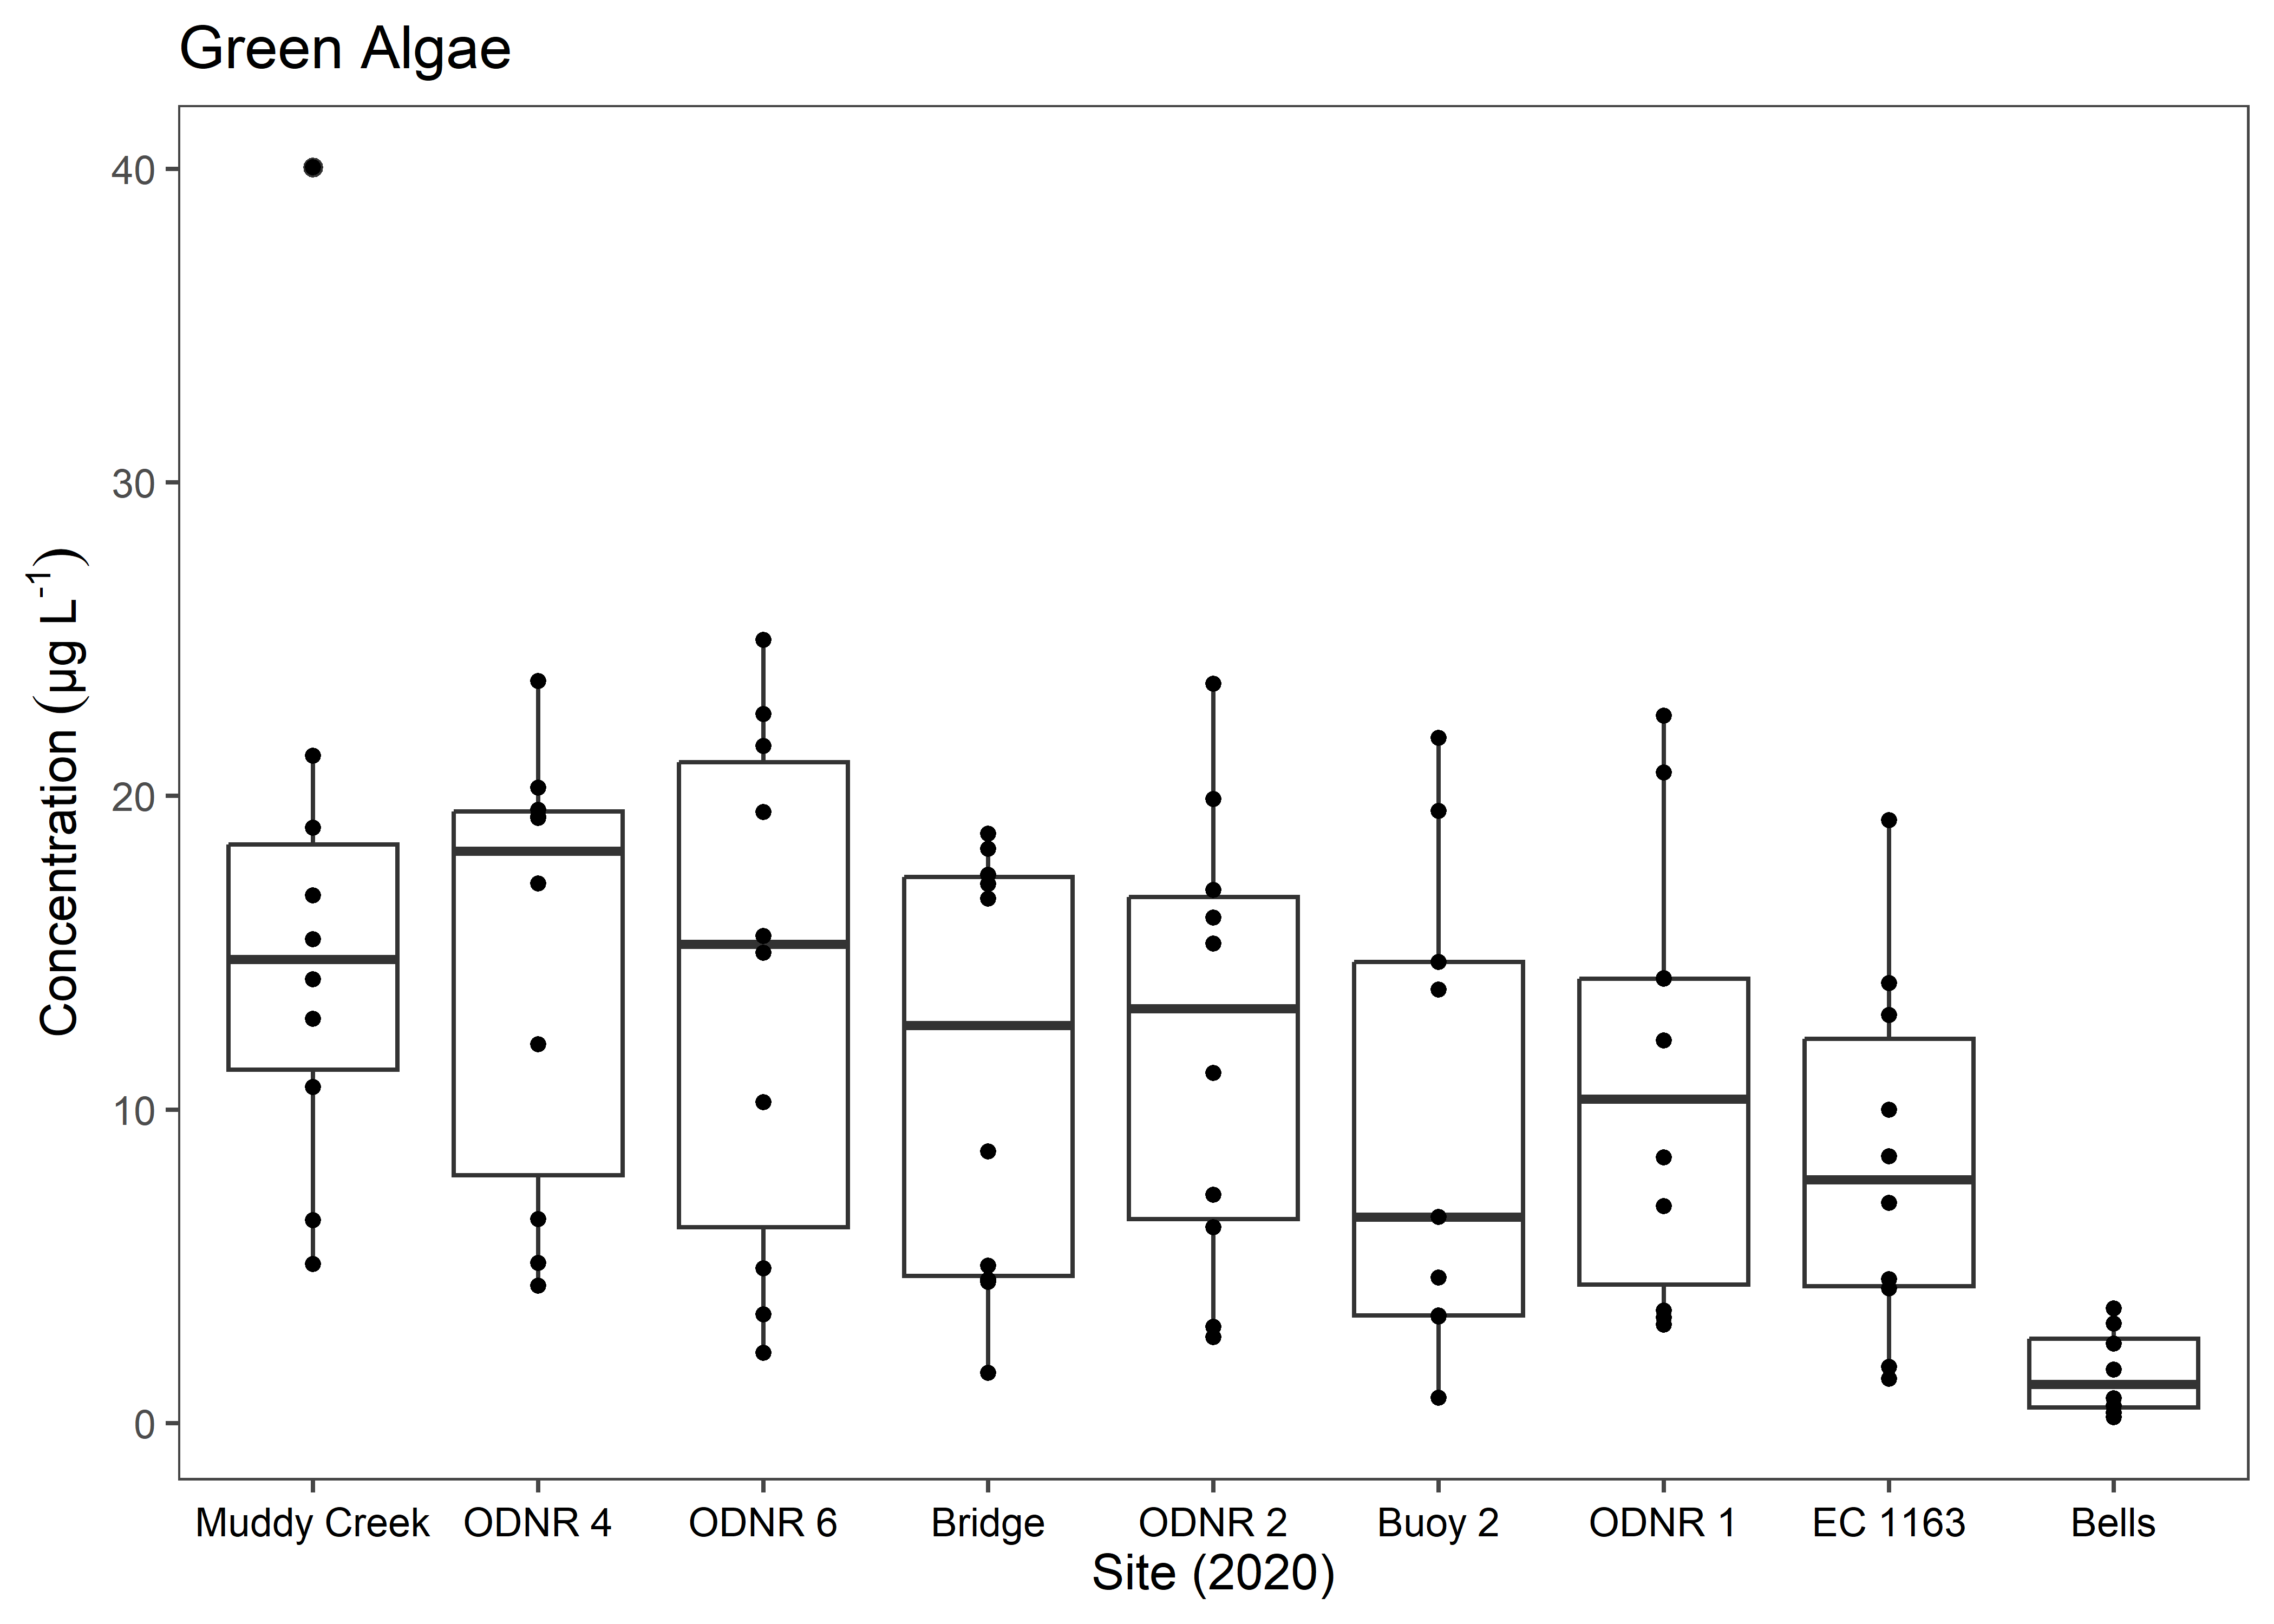 Green Algae
Concentration (µg L⁻¹)
40
30
20
10
0
Muddy Creek ODNR 4 ODNR 6 Bridge ODNR 2 Buoy 2 ODNR 1 EC 1163 Bells
Site (2020)